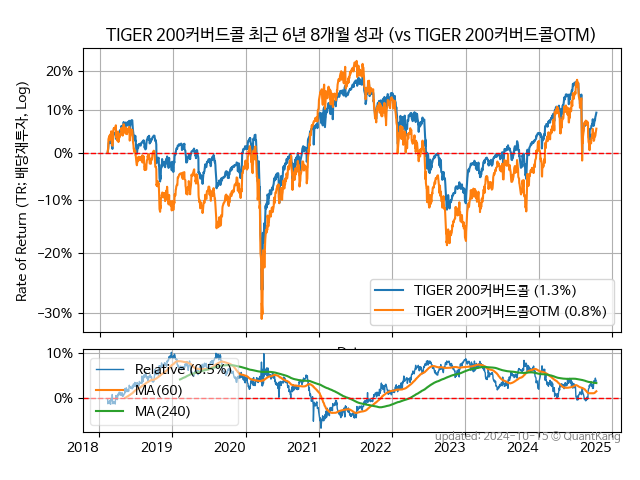 TIGER 200커버드콜 최근 6년 8개월 성과 (vs TIGER 200커버드콜OTM)
Rate of Return (TR: 배당재투자, Log)
20%
10%
0%
-10%
-20%
-30%
TIGER 200커버드콜 (1.3%)
TIGER 200커버드콜OTM (0.8%)
10%
0%
Relative (0.5%)
MA(60)
MA(240)
2018 2019 2020 2021 2022 2023 2024 2025
updated: 2024-10-15 © QuantKang